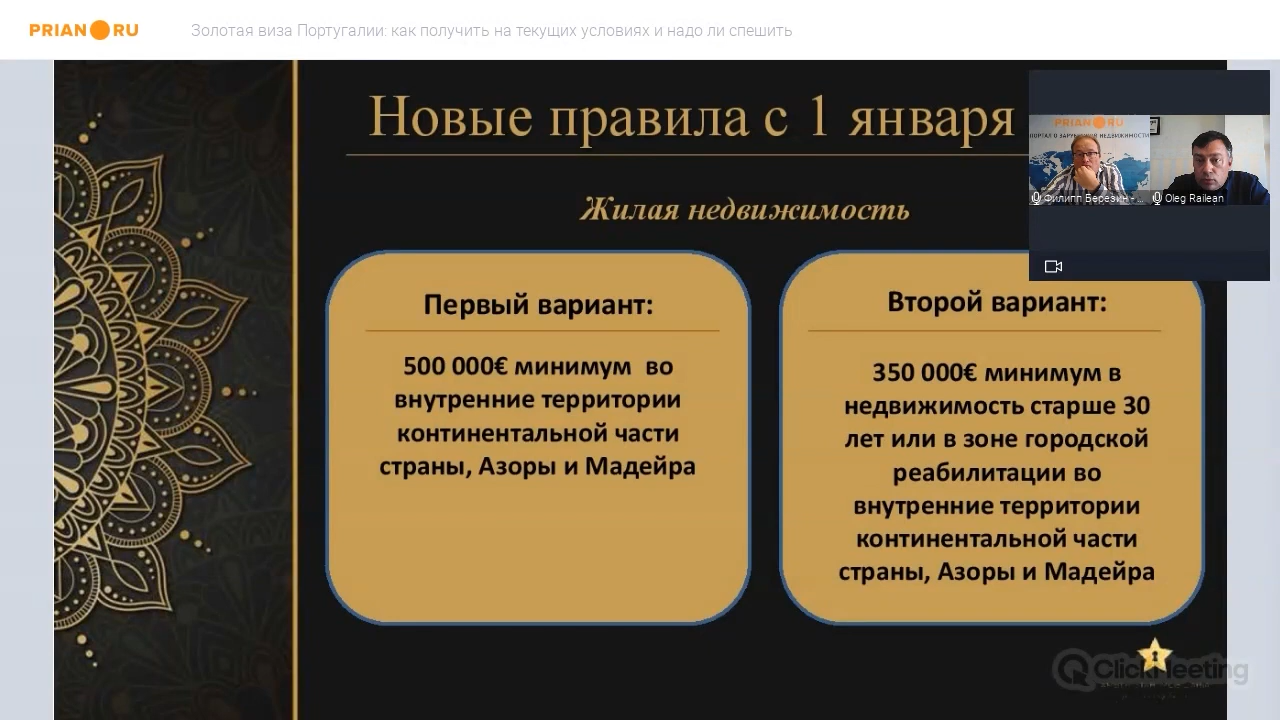 PRIAN RU
Золотая виза Португалии: как получить на текущих условиях и надо ли спешить
Новые правила с 1 января
PRIAN RU
Филипп Березин - ...
Oleg Railean
Жилая недвижимость
Первый вариант:
500 000€ минимум во
внутренние территории
континентальной части
страны, Азоры и Мадейра
Второй вариант:
350 000€ минимум в
недвижимость старше 30
лет или в зоне городской
реабилитации во
внутренние территории
континентальной части
страны, Азоры и Мадейра
ClickMeeting